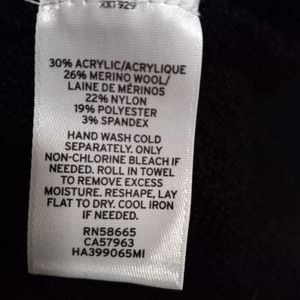 30% ACRYLIC/ACRYLIQUE
26% MERINO WOOL/
LAINE DE MÉRINOS
22% NYLON
19% POLYESTER
3% SPANDEX
HAND WASH COLD
SEPARATELY. ONLY
NON-CHLORINE BLEACH IF
NEEDED. ROLL IN TOWEL
TO REMOVE EXCESS
MOISTURE. RESHAPE, LAY
FLAT TO DRY. COOL IRON
IF NEEDED.
RN58665
CA57963
HA399065MI